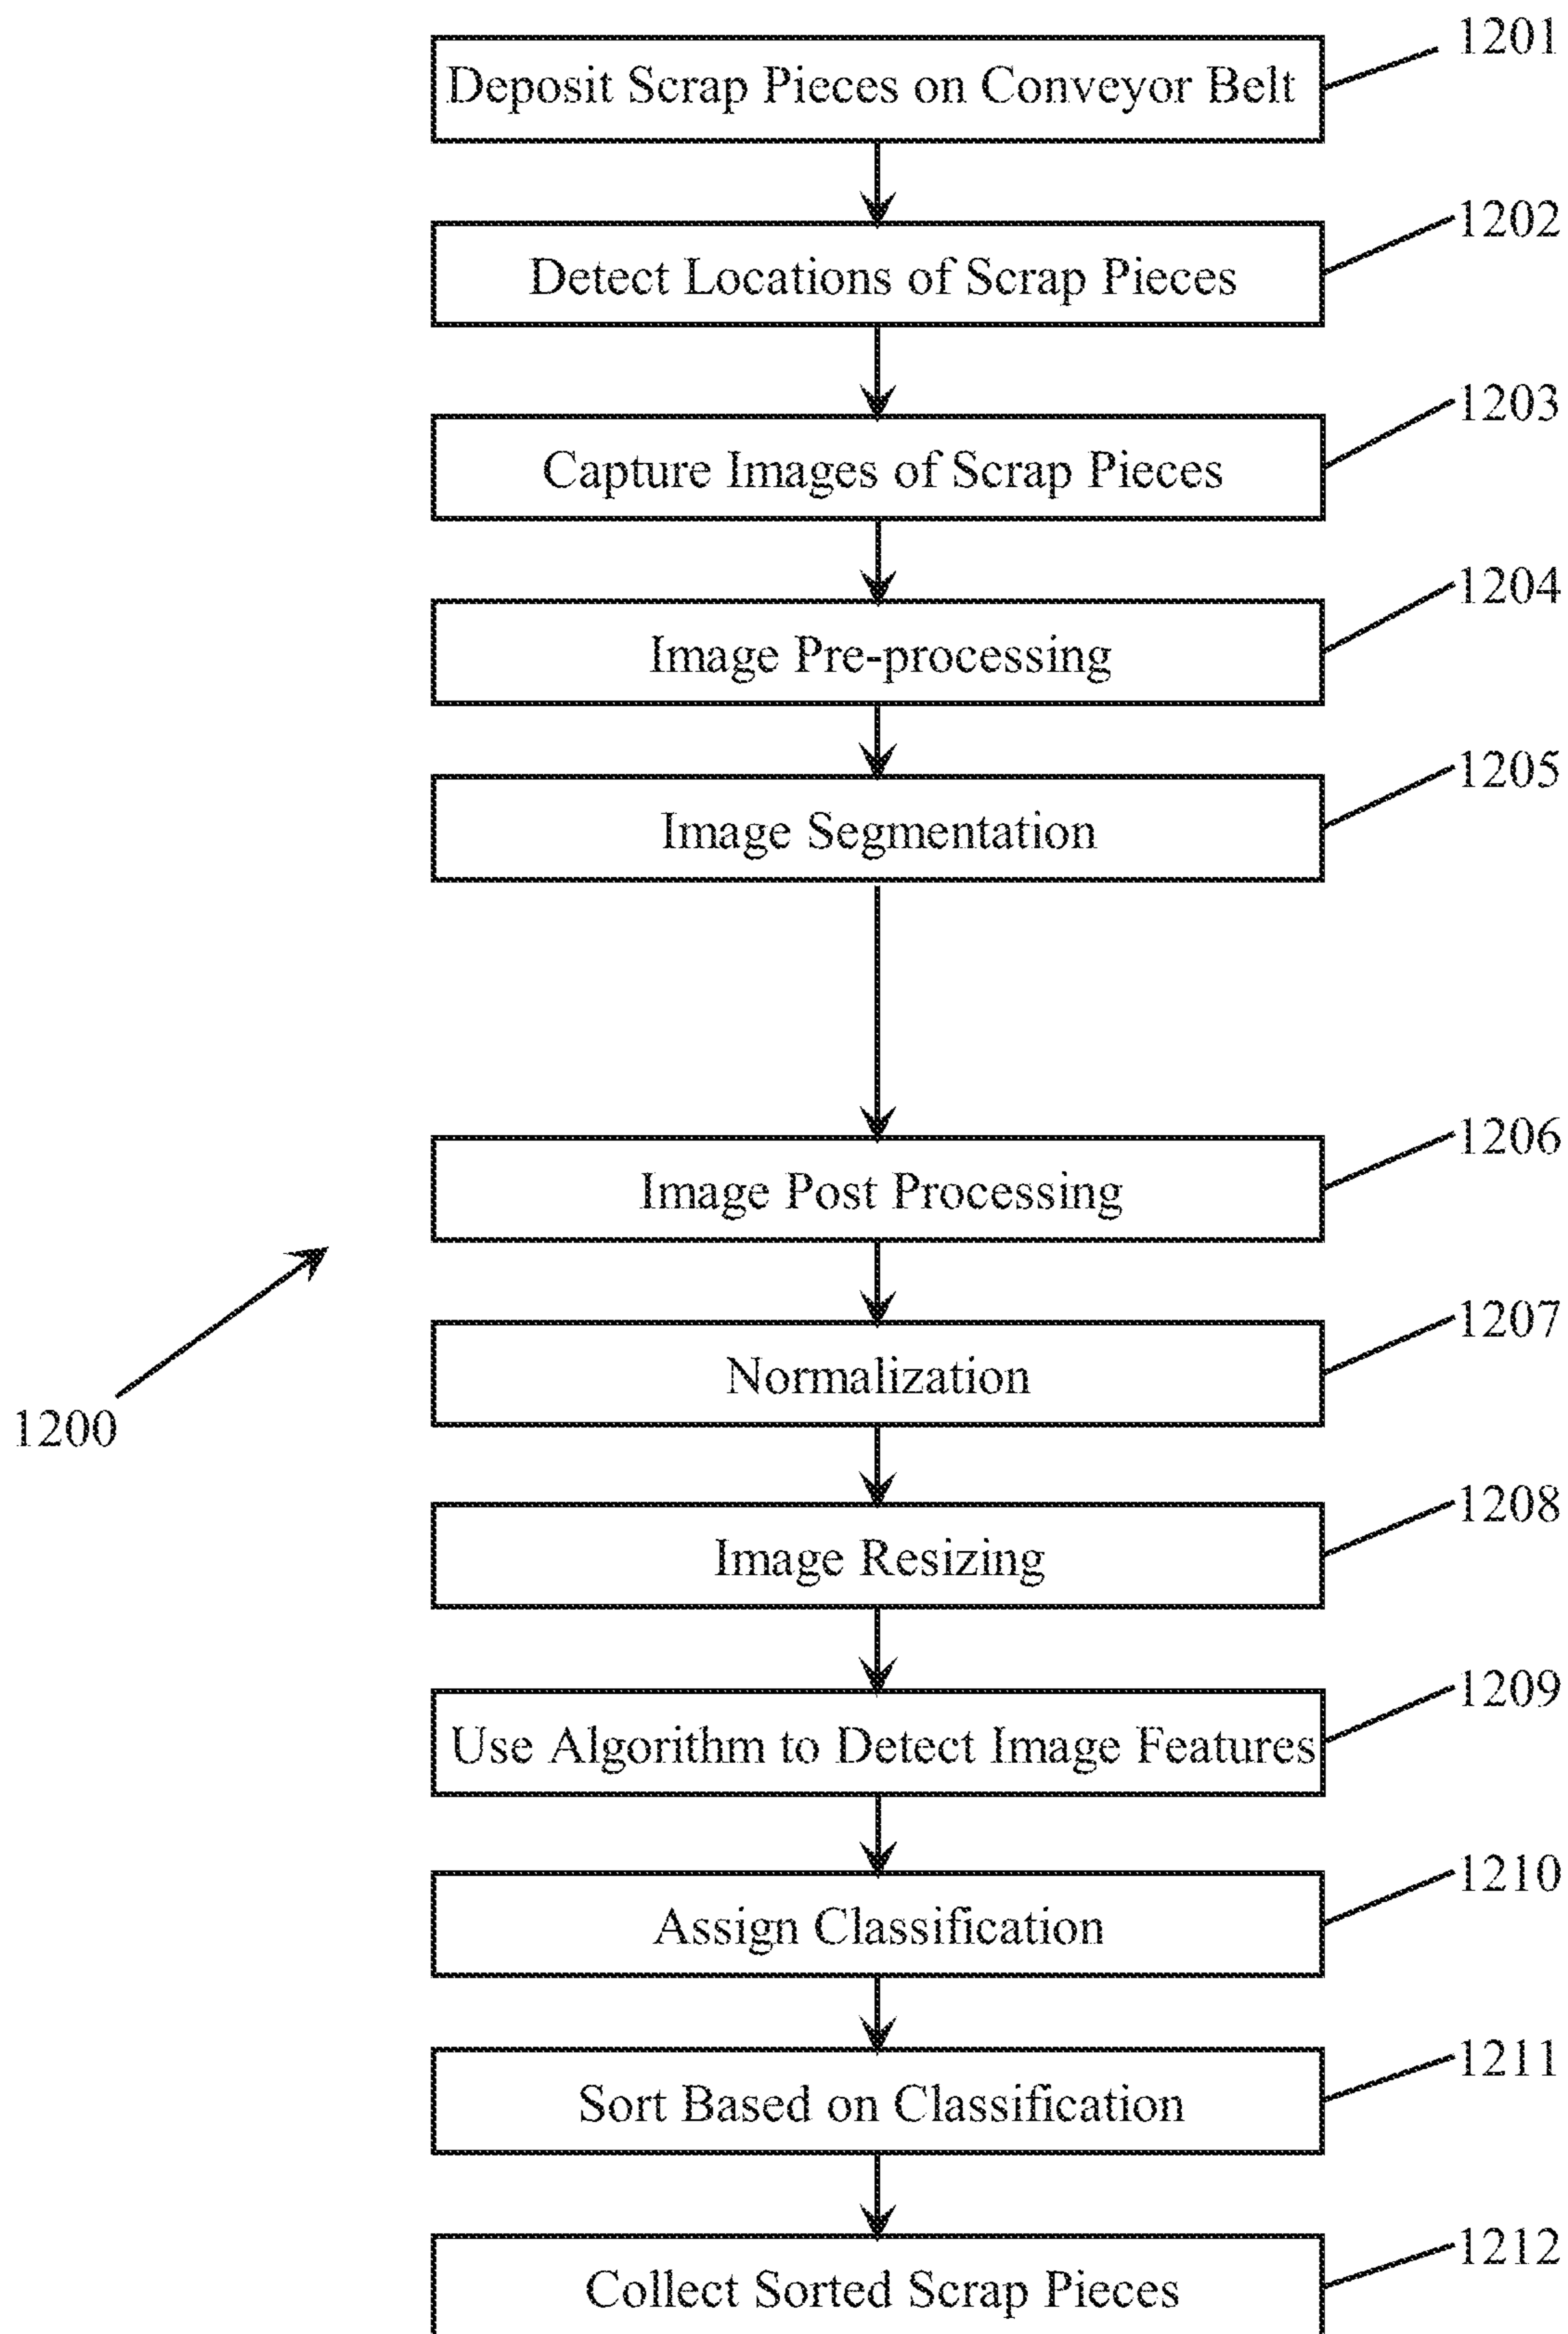 Deposit Scrap Pieces on Conveyor Belt
1201
Detect Locations of Scrap Pieces
1202
Capture Images of Scrap Pieces
1203
Image Pre-processing
1204
Image Segmentation
1205
Image Post Processing
1206
1200
Normalization
1207
Image Resizing
1208
Use Algorithm to Detect Image Features
1209
Assign Classification
1210
Sort Based on Classification
1211
Collect Sorted Scrap Pieces
1212